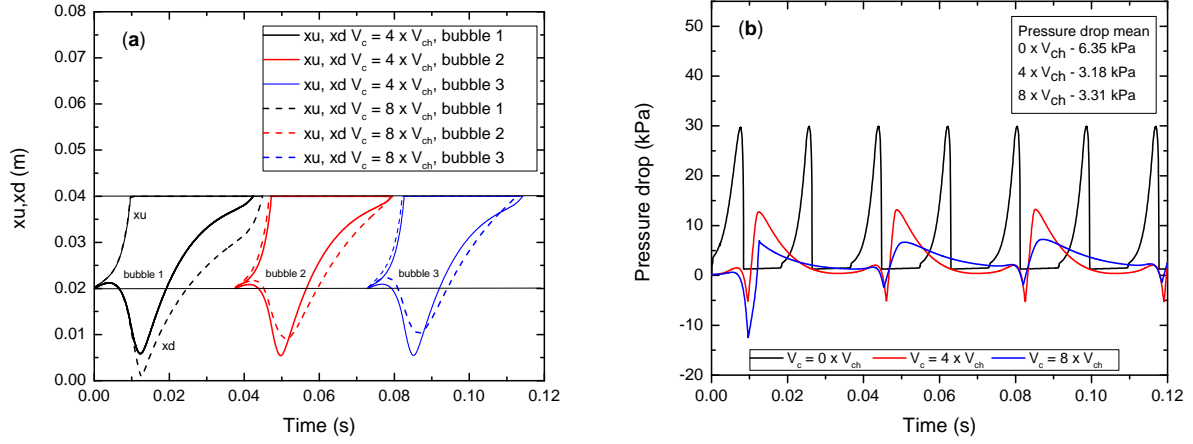 (a)
xu, xd V_c = 4 x V_ch, bubble 1
xu, xd V_c = 4 x V_ch, bubble 2
xu, xd V_c = 4 x V_ch, bubble 3
xu, xd V_c = 8 x V_ch, bubble 1
xu, xd V_c = 8 x V_ch, bubble 2
xu, xd V_c = 8 x V_ch, bubble 3
0.08
0.07
0.06
0.05
0.04
0.03
0.02
0.01
0.00
xu,xd (m)
xu
bubble 1
bubble 2
bubble 3
xd
0.00 0.02 0.04 0.06 0.08 0.10 0.12
Time (s)
(b)
Pressure drop mean
0 x V_ch - 6.35 kPa
4 x V_ch - 3.18 kPa
8 x V_ch - 3.31 kPa
50
40
30
20
10
0
-10
-20
Pressure drop (kPa)
V_c = 0 x V_ch V_c = 4 x V_ch V_c = 8 x V_ch
0.00 0.02 0.04 0.06 0.08 0.10 0.12
Time (s)